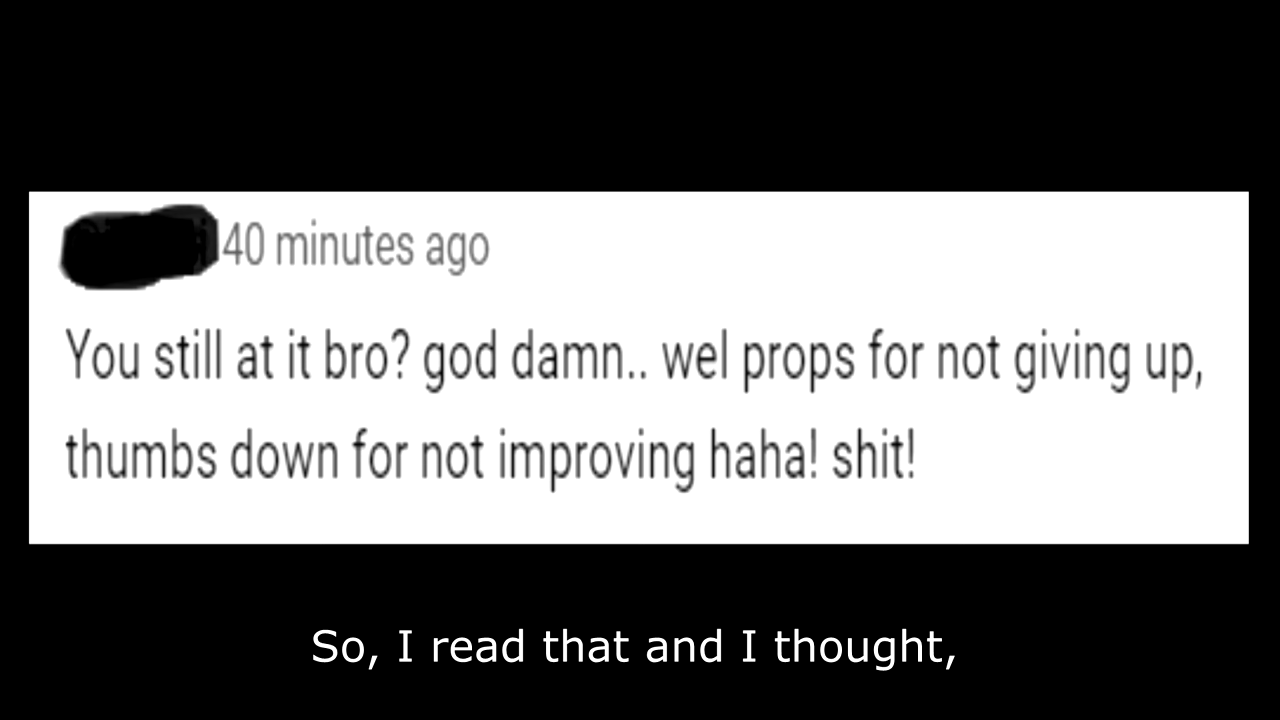 40 minutes ago
You still at it bro? god damn.. wel props for not giving up,
thumbs down for not improving haha! shit!
So, I read that and I thought,